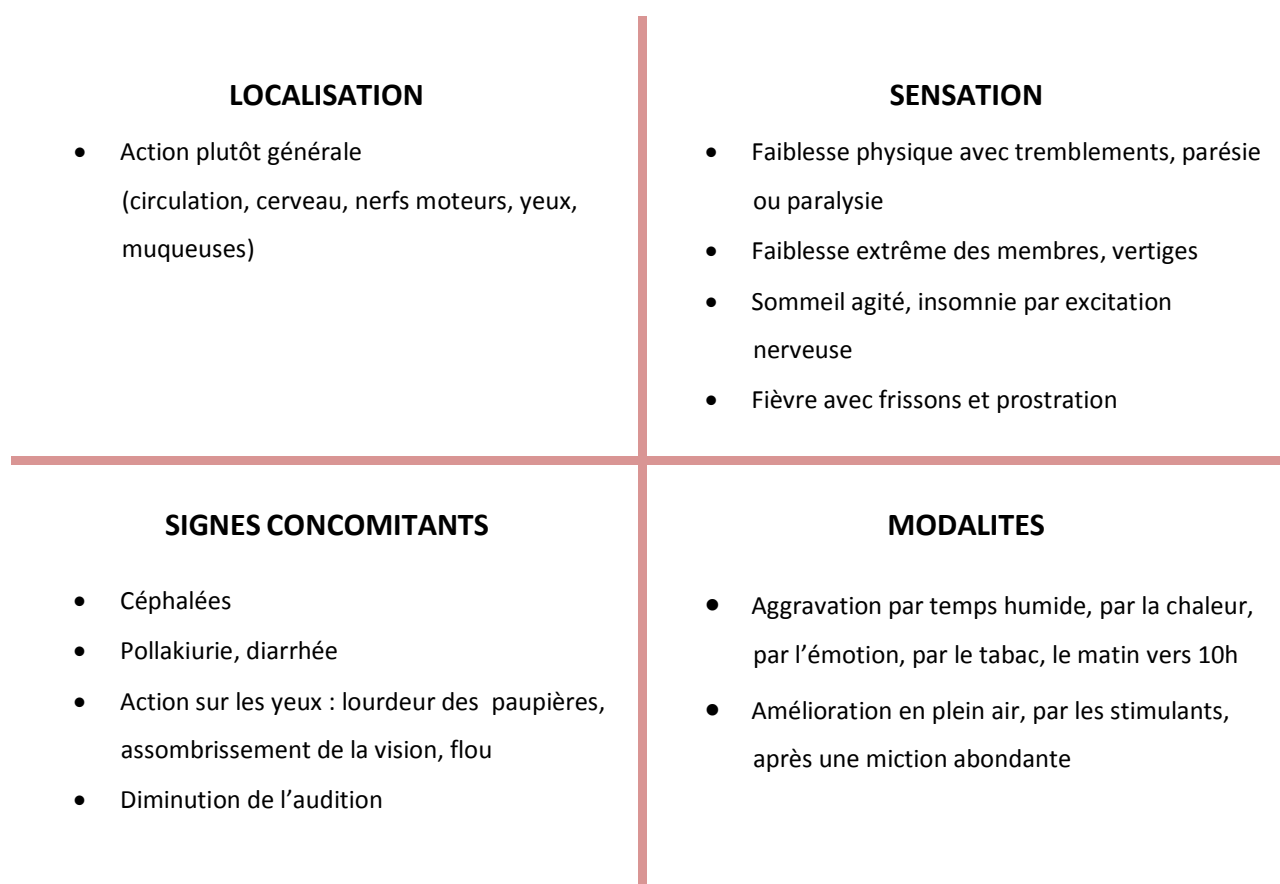 LOCALISATION
• Action plutôt générale
(circulation, cerveau, nerfs moteurs, yeux,
muqueuses)
SENSATION
• Faiblesse physique avec tremblements, parésie
ou paralysie
• Faiblesse extrême des membres, vertiges
• Sommeil agité, insomnie par excitation
nerveuse
• Fièvre avec frissons et prostration
SIGNES CONCOMITANTS
• Céphalées
• Pollakiurie, diarrhée
• Action sur les yeux : lourdeur des paupières,
assombrissement de la vision, flou
• Diminution de l’audition
MODALITES
• Aggravation par temps humide, par la chaleur,
par l’émotion, par le tabac, le matin vers 10h
• Amélioration en plein air, par les stimulants,
après une miction abondante